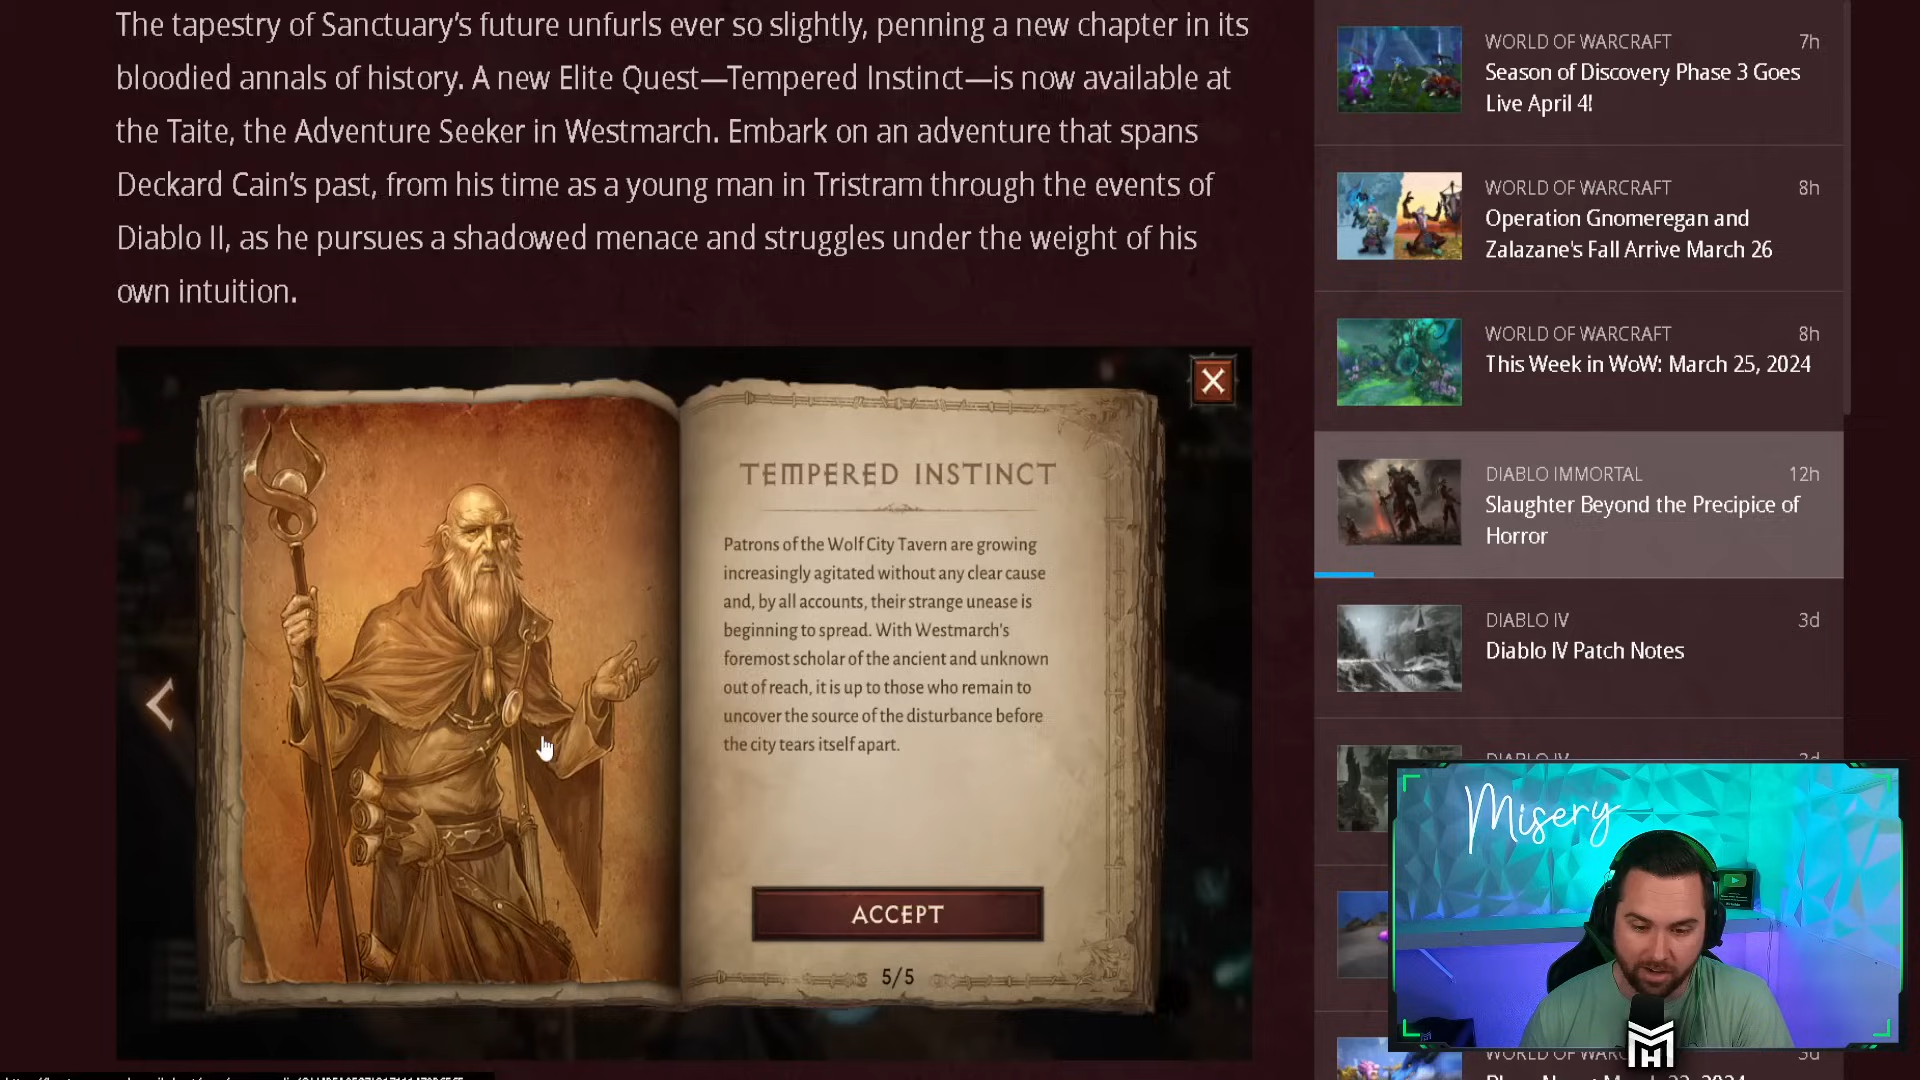 The tapestry of Sanctuary’s future unfurls ever so slightly, penning a new chapter in its
bloodied annals of history. A new Elite Quest—Tempered Instinct—is now available at
the Taite, the Adventure Seeker in Westmarch. Embark on an adventure that spans
Deckard Cain’s past, from his time as a young man in Tristram through the events of
Diablo II, as he pursues a shadowed menace and struggles under the weight of his
own intuition.
TEMPERED INSTINCT
Patrons of the Wolf City Tavern are growing
increasingly agitated without any clear cause
and, by all accounts, their strange unease is
beginning to spread. With Westmarch's
foremost scholar of the ancient and unknown
out of reach, it is up to those who remain to
uncover the source of the disturbance before
the city tears itself apart.
ACCEPT
5/5
WORLD OF WARCRAFT 7h
Season of Discovery Phase 3 Goes
Live April 4!
WORLD OF WARCRAFT 8h
Operation Gnomeregan and
Zalazane's Fall Arrive March 26
WORLD OF WARCRAFT 8h
This Week in WoW: March 25, 2024
DIABLO IMMORTAL 12h
Slaughter Beyond the Precipice of
Horror
DIABLO IV 3d
Diablo IV Patch Notes
DIABLO IV 3d
Misery
WORLD OF 3d